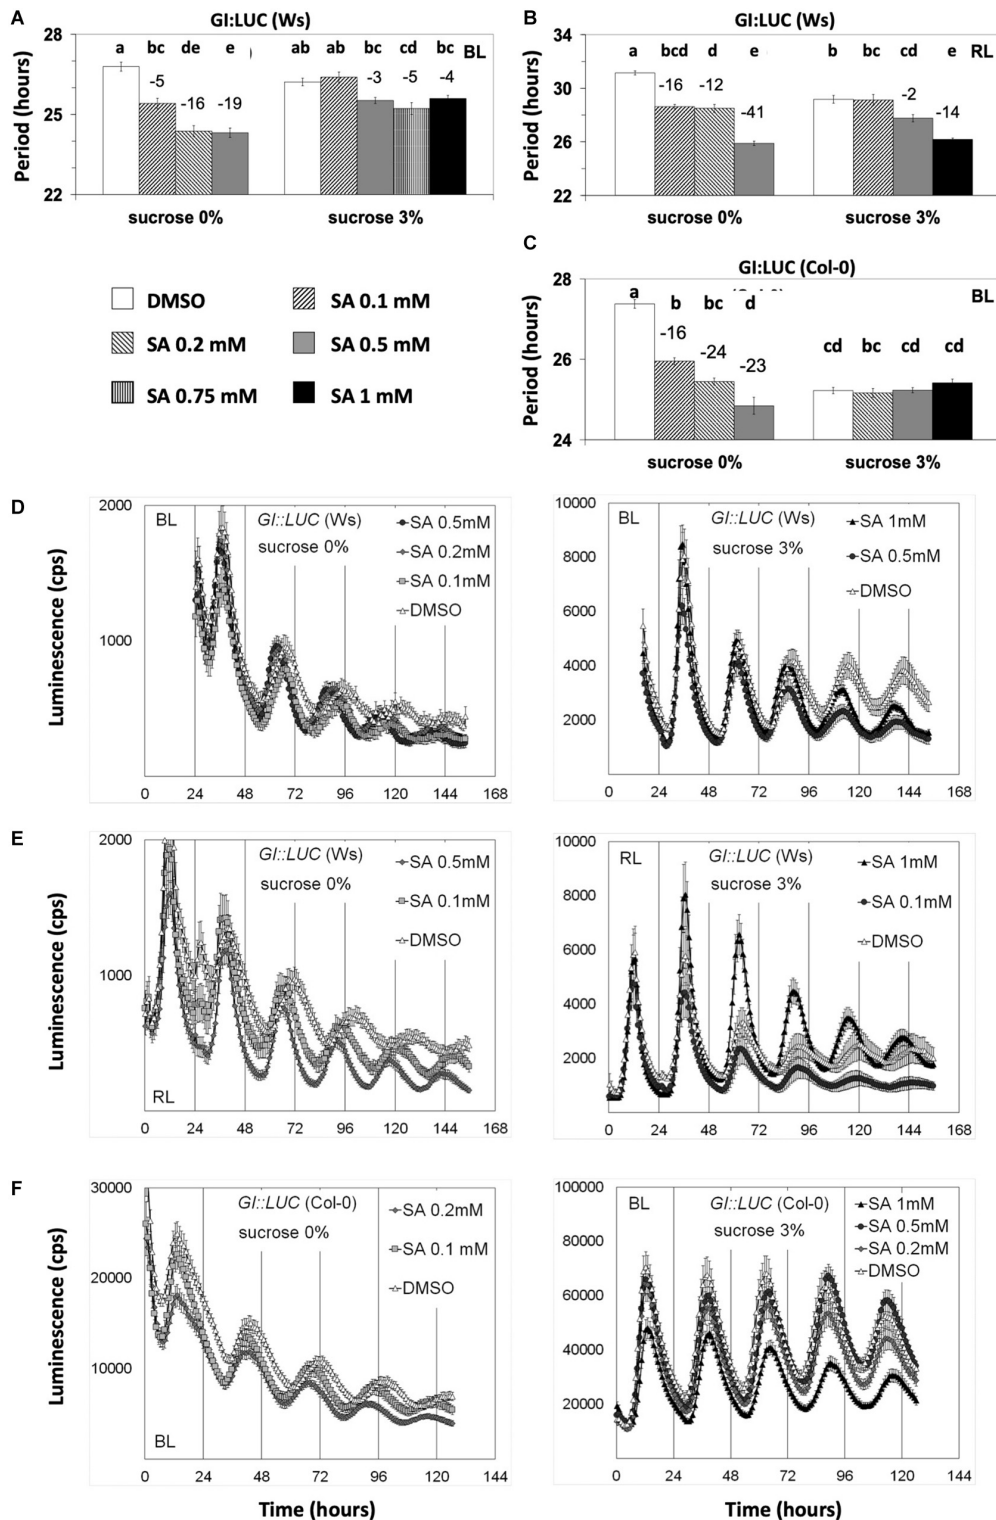 A
GI:LUC (Ws)
28
25
22
Period (hours)
a bc de e ab ab bc cd bc BL
-5 -16 -19 -3 -5 -4
sucrose 0% sucrose 3%
B
GI:LUC (Ws)
34
30
26
22
Period (hours)
a bcd d e b bc cd e RL
-16 -12 -41 -2 -14
sucrose 0% sucrose 3%
DMSO
SA 0.1 mM
SA 0.2 mM
SA 0.5 mM
SA 0.75 mM
SA 1 mM
C
GI:LUC (Col-0)
28
26
24
Period (hours)
a b bc d cd bc cd cd BL
-16 -24 -23
sucrose 0% sucrose 3%
D
Luminescence (cps)
2000
1000
BL
GI::LUC (Ws)
sucrose 0%
SA 0.5mM
SA 0.2mM
SA 0.1mM
DMSO
0 24 48 72 96 120 144 168
10000
8000
6000
4000
2000
BL
GI::LUC (Ws)
sucrose 3%
SA 1mM
SA 0.5mM
DMSO
0 24 48 72 96 120 144 168
E
Luminescence (cps)
2000
1000
GI::LUC (Ws)
sucrose 0%
SA 0.5mM
SA 0.1mM
DMSO
RL
0 24 48 72 96 120 144 168
10000
8000
6000
4000
2000
RL
GI::LUC (Ws)
sucrose 3%
SA 1mM
SA 0.1mM
DMSO
0 24 48 72 96 120 144 168
F
Luminescence (cps)
30000
20000
10000
GI::LUC (Col-0)
sucrose 0%
SA 0.2mM
SA 0.1 mM
DMSO
BL
0 24 48 72 96 120 144
Time (hours)
100000
80000
60000
40000
20000
BL
GI::LUC (Col-0)
sucrose 3%
SA 1mM
SA 0.5mM
SA 0.2mM
DMSO
0 24 48 72 96 120 144
Time (hours)